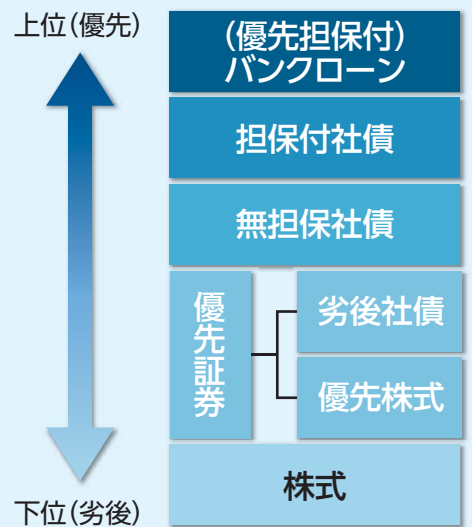 上位(優先)
(優先担保付)
バンクローン
担保付社債
無担保社債
優先証券
劣後社債
優先株式
株式
下位(劣後)